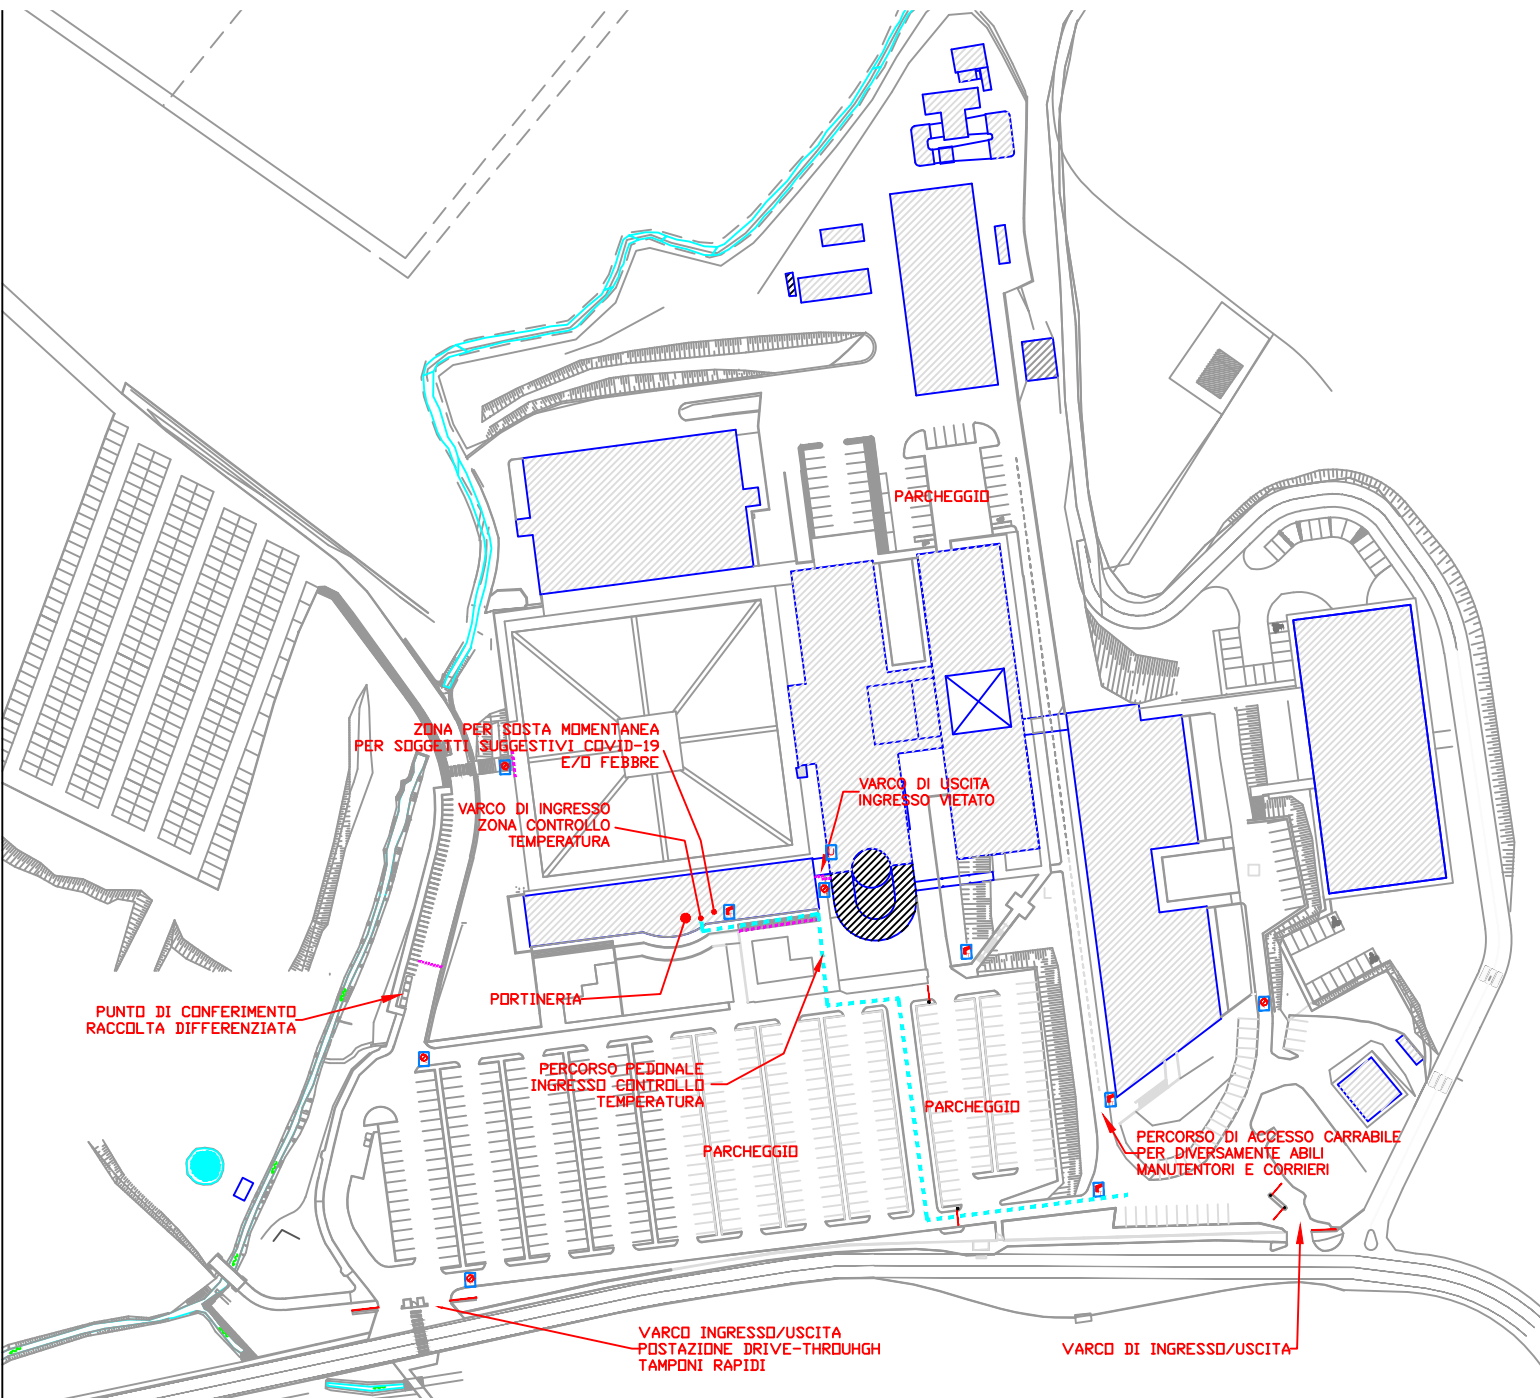 PARCHEGGIO
ZONA PER SOSTA MOMENTANEA
PER SOGGETTI SUGGESTIVI COVID-19
E/O FEBBRE
VARCO DI USCITA
INGRESSO VIETATO
VARCO DI INGRESSO
ZONA CONTROLLO
TEMPERATURA
PORTINERIA
PUNTO DI CONFERIMENTO
RACCOLTA DIFFERENZIATA
PERCORSO PEDONALE
INGRESSO CONTROLLO
TEMPERATURA
PARCHEGGIO
PARCHEGGIO
PERCORSO DI ACCESSO CARRABILE
PER DIVERSAMENTE ABILI
MANUTENTORI E CORRIERI
VARCO INGRESSO/USCITA
POSTAZIONE DRIVE-THROUHGH
TAMPONI RAPIDI
VARCO DI INGRESSO/USCITA